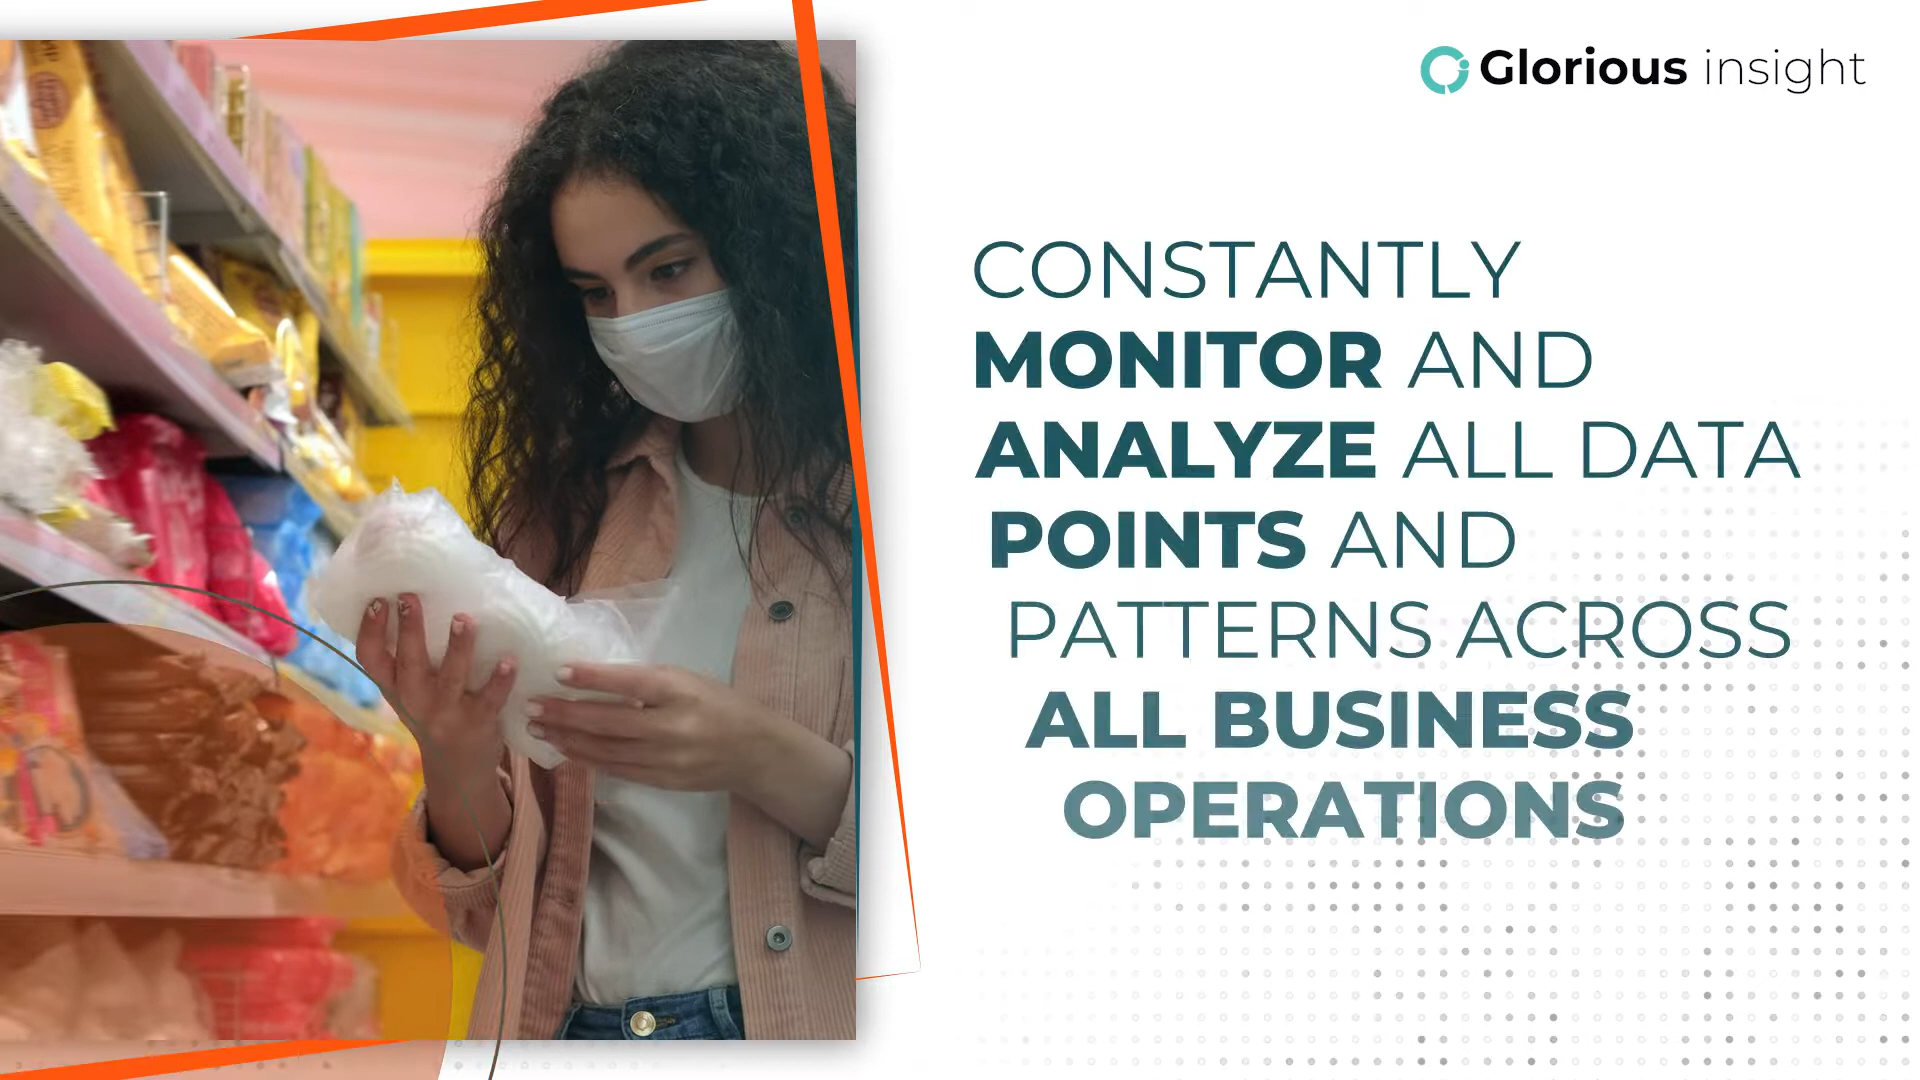 Glorious insight
CONSTANTLY
MONITOR AND
ANALYZE ALL DATA
POINTS AND
PATTERNS ACROSS
ALL BUSINESS
OPERATIONS